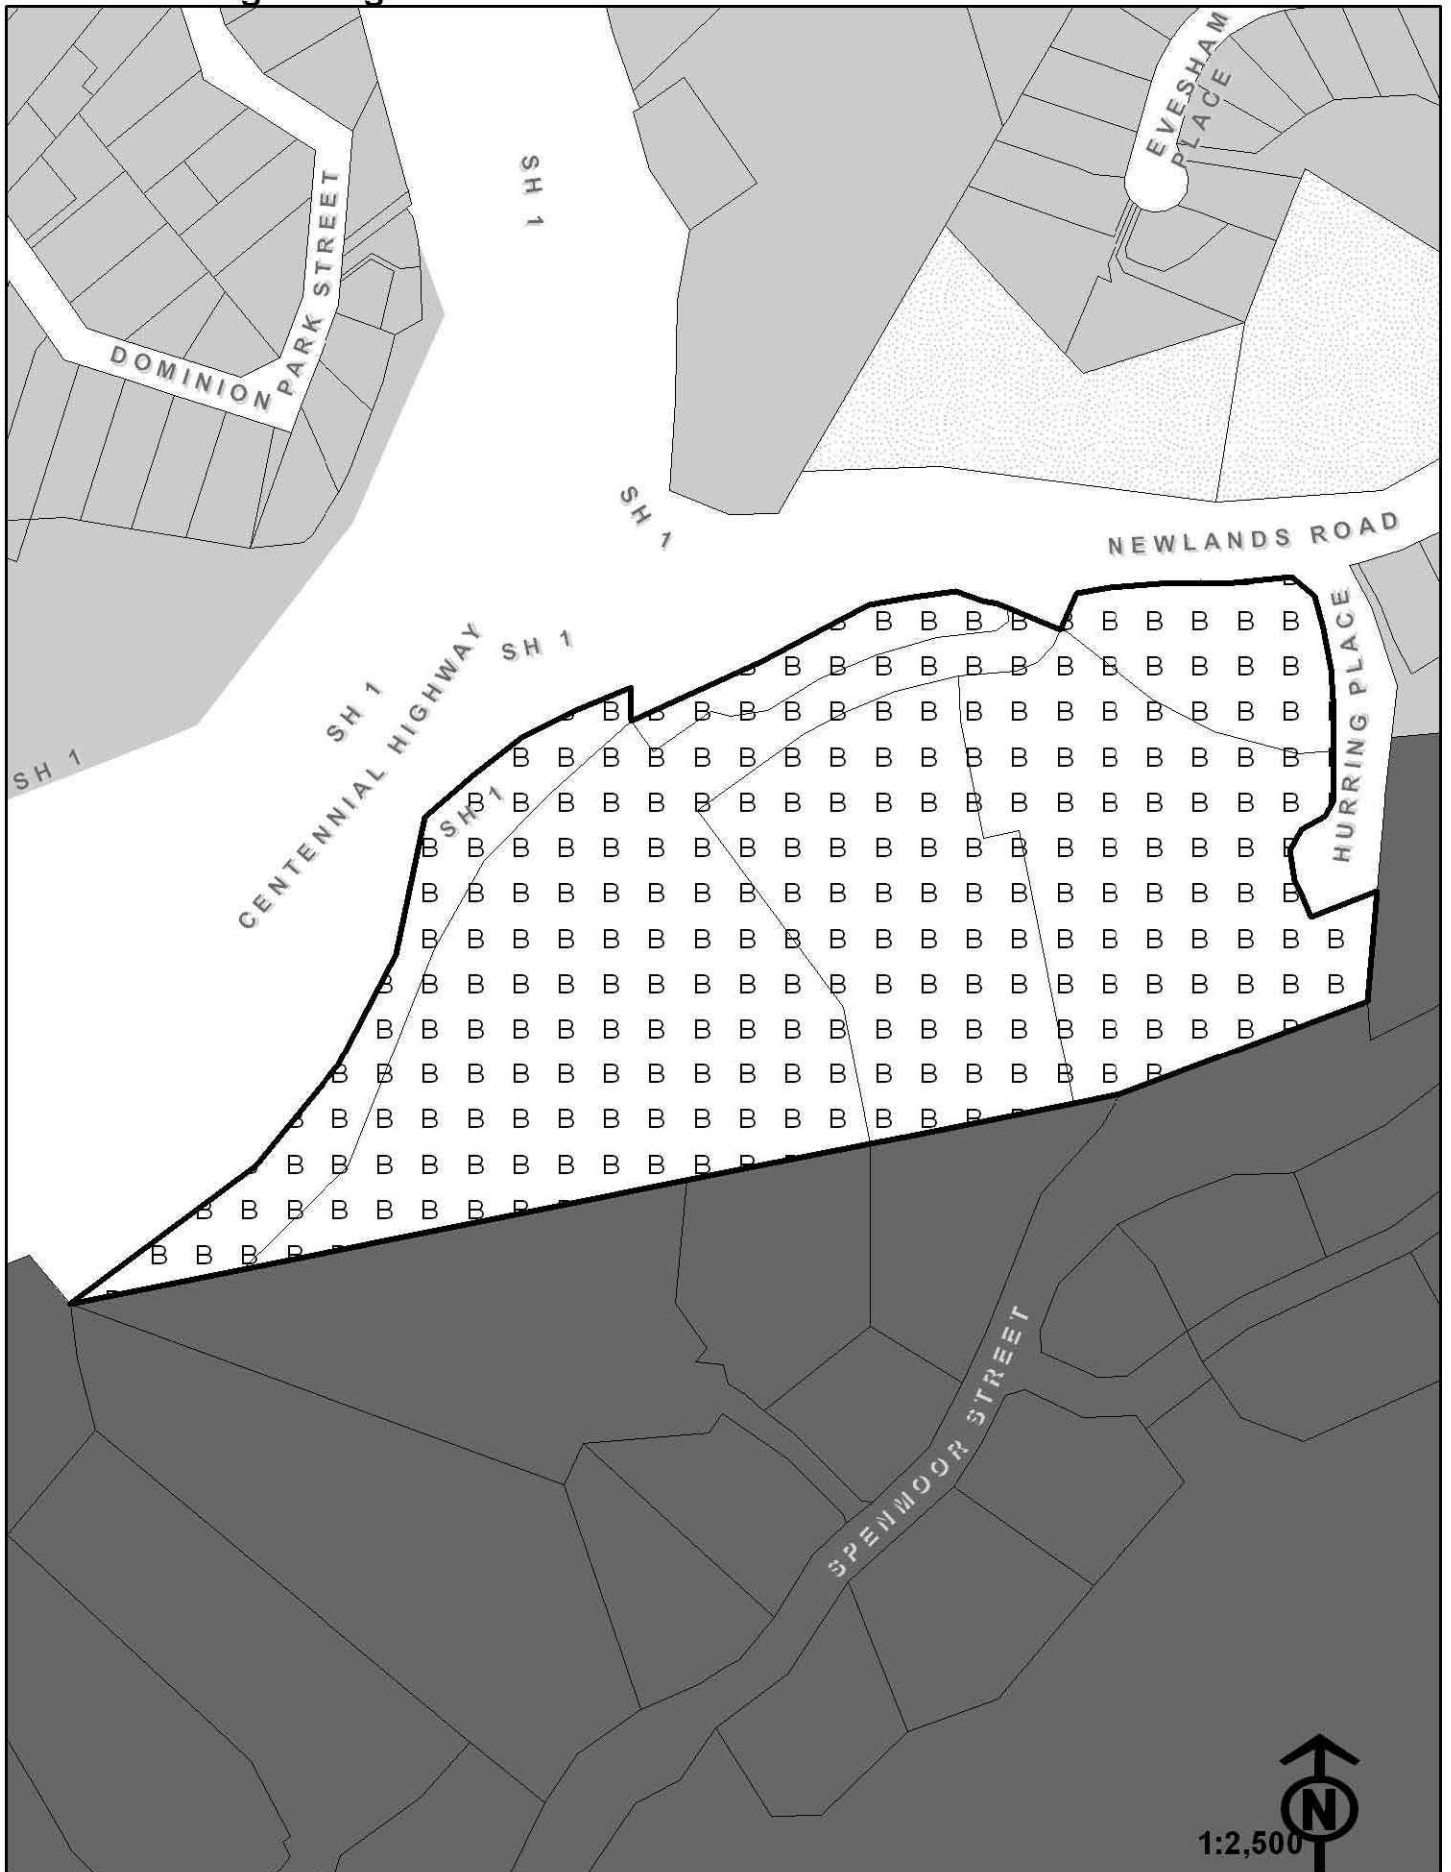 EVESHAM
PLACE
SH 1
DOMINION
PARK STREET
SH 1
NEWLANDS ROAD
HURRING PLACE
SH 1
SH 1
CENTENNIAL HIGHWAY
SH 1
SH 1
B B B B B B B B B B B
B B B B B B B B B B B B B
B B B B B B B B B B B B B B B B
B B B B B B B B B B B B B B B B B B
B B B B B B B B B B B B B B B B B B B
B B B B B B B B B B B B B B B B B B B B
B B B B B B B B B B B B B B B B B B B B
B B B B B B B B B B B B B B B B B B B B B
B B B B B B B B B B B B B B B B B B B B B B
B B B B B B B B B B B B B B B B B B B B
B B B B B B B B B B B B B B B B B B
B B B B B B B B B B B B B B B
B B B B B B B B B B
B B B B B B B
B B B B
SPENMOOR STREET
N
1:2,500